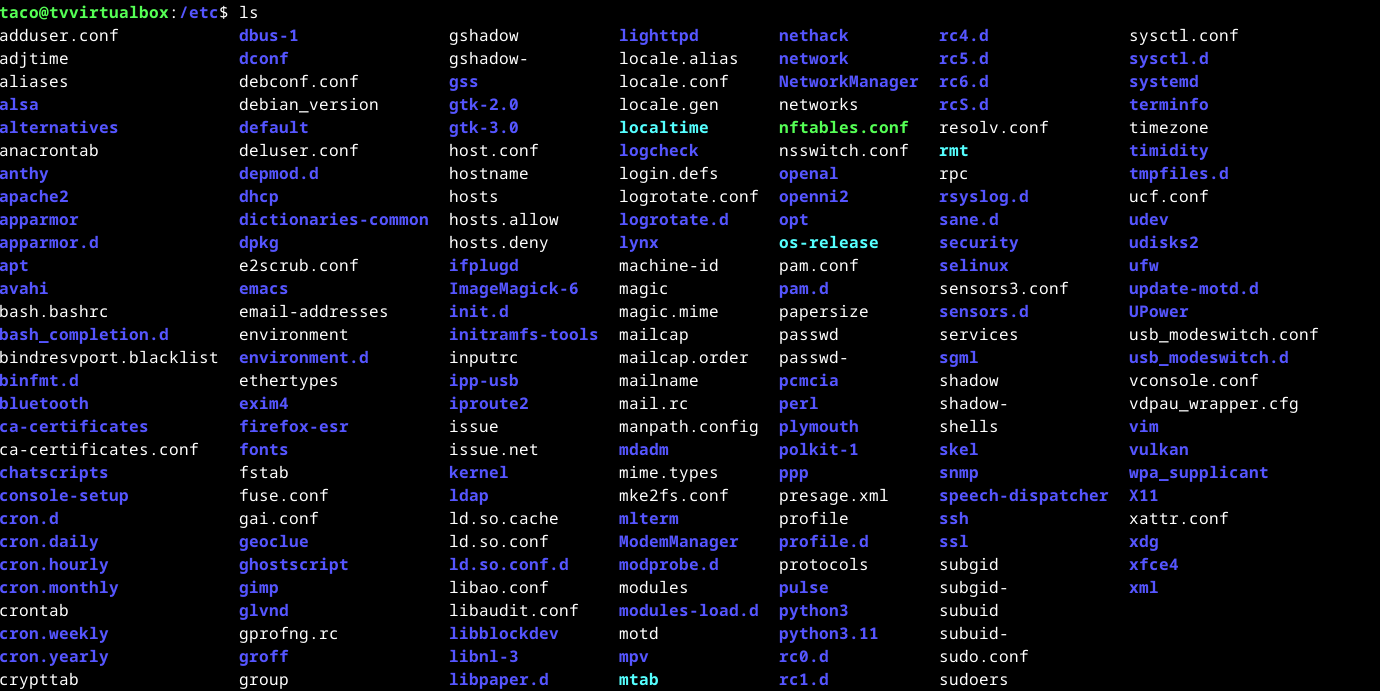 taco@tvvirtualbox:/etc$ ls
adduser.conf dbus-1 gshadow lighttpd nethack rc4.d sysctl.conf
adjtime dconf gshadow- locale.alias network rc5.d sysctl.d
aliases debconf.conf gss locale.conf NetworkManager rc6.d systemd
alsa debian_version gtk-2.0 locale.gen networks rcS.d terminfo
alternatives default gtk-3.0 localtime nftables.conf resolv.conf timezone
anacrontab deluser.conf host.conf logcheck nsswitch.conf rmt timidity
anthy depmod.d hostname login.defs openal rpc tmpfiles.d
apache2 dhcp hosts logrotate.conf openni2 rsyslog.d ucf.conf
apparmor dictionaries-common hosts.allow logrotate.d opt sane.d udev
apparmor.d dpkg hosts.deny lynx os-release security udisks2
apt e2scrub.conf ifplugd machine-id pam.conf selinux ufw
avahi emacs ImageMagick-6 magic pam.d sensors3.conf update-motd.d
bash.bashrc email-addresses init.d magic.mime papersize sensors.d UPower
bash_completion.d environment initramfs-tools mailcap passwd services usb_modeswitch.conf
bindresvport.blacklist environment.d inputrc mailcap.order passwd- sgml usb_modeswitch.d
binfmt.d ethertypes ipp-usb mailname pcmcia shadow vconsole.conf
bluetooth exim4 iproute2 mail.rc perl shadow- vdpau_wrapper.cfg
ca-certificates firefox-esr issue manpath.config plymouth shells vim
ca-certificates.conf fonts issue.net mdadm polkit-1 skel vulkan
chatscripts fstab kernel mime.types ppp snmp wpa_supplicant
console-setup fuse.conf ldap mke2fs.conf presage.xml speech-dispatcher X11
cron.d gai.conf ld.so.cache mlterm profile ssh xattr.conf
cron.daily geoclue ld.so.conf ModemManager profile.d ssl xdg
cron.hourly ghostscript ld.so.conf.d modprobe.d protocols subgid xfce4
cron.monthly gimp libao.conf modules pulse subgid- xml
crontab glvnd libaudit.conf modules-load.d python3 subuid
cron.weekly gprofng.rc libblockdev motd python3.11 subuid-
cron.yearly groff libnl-3 mpv rc0.d sudo.conf
crypttab group libpaper.d mtab rc1.d sudoers